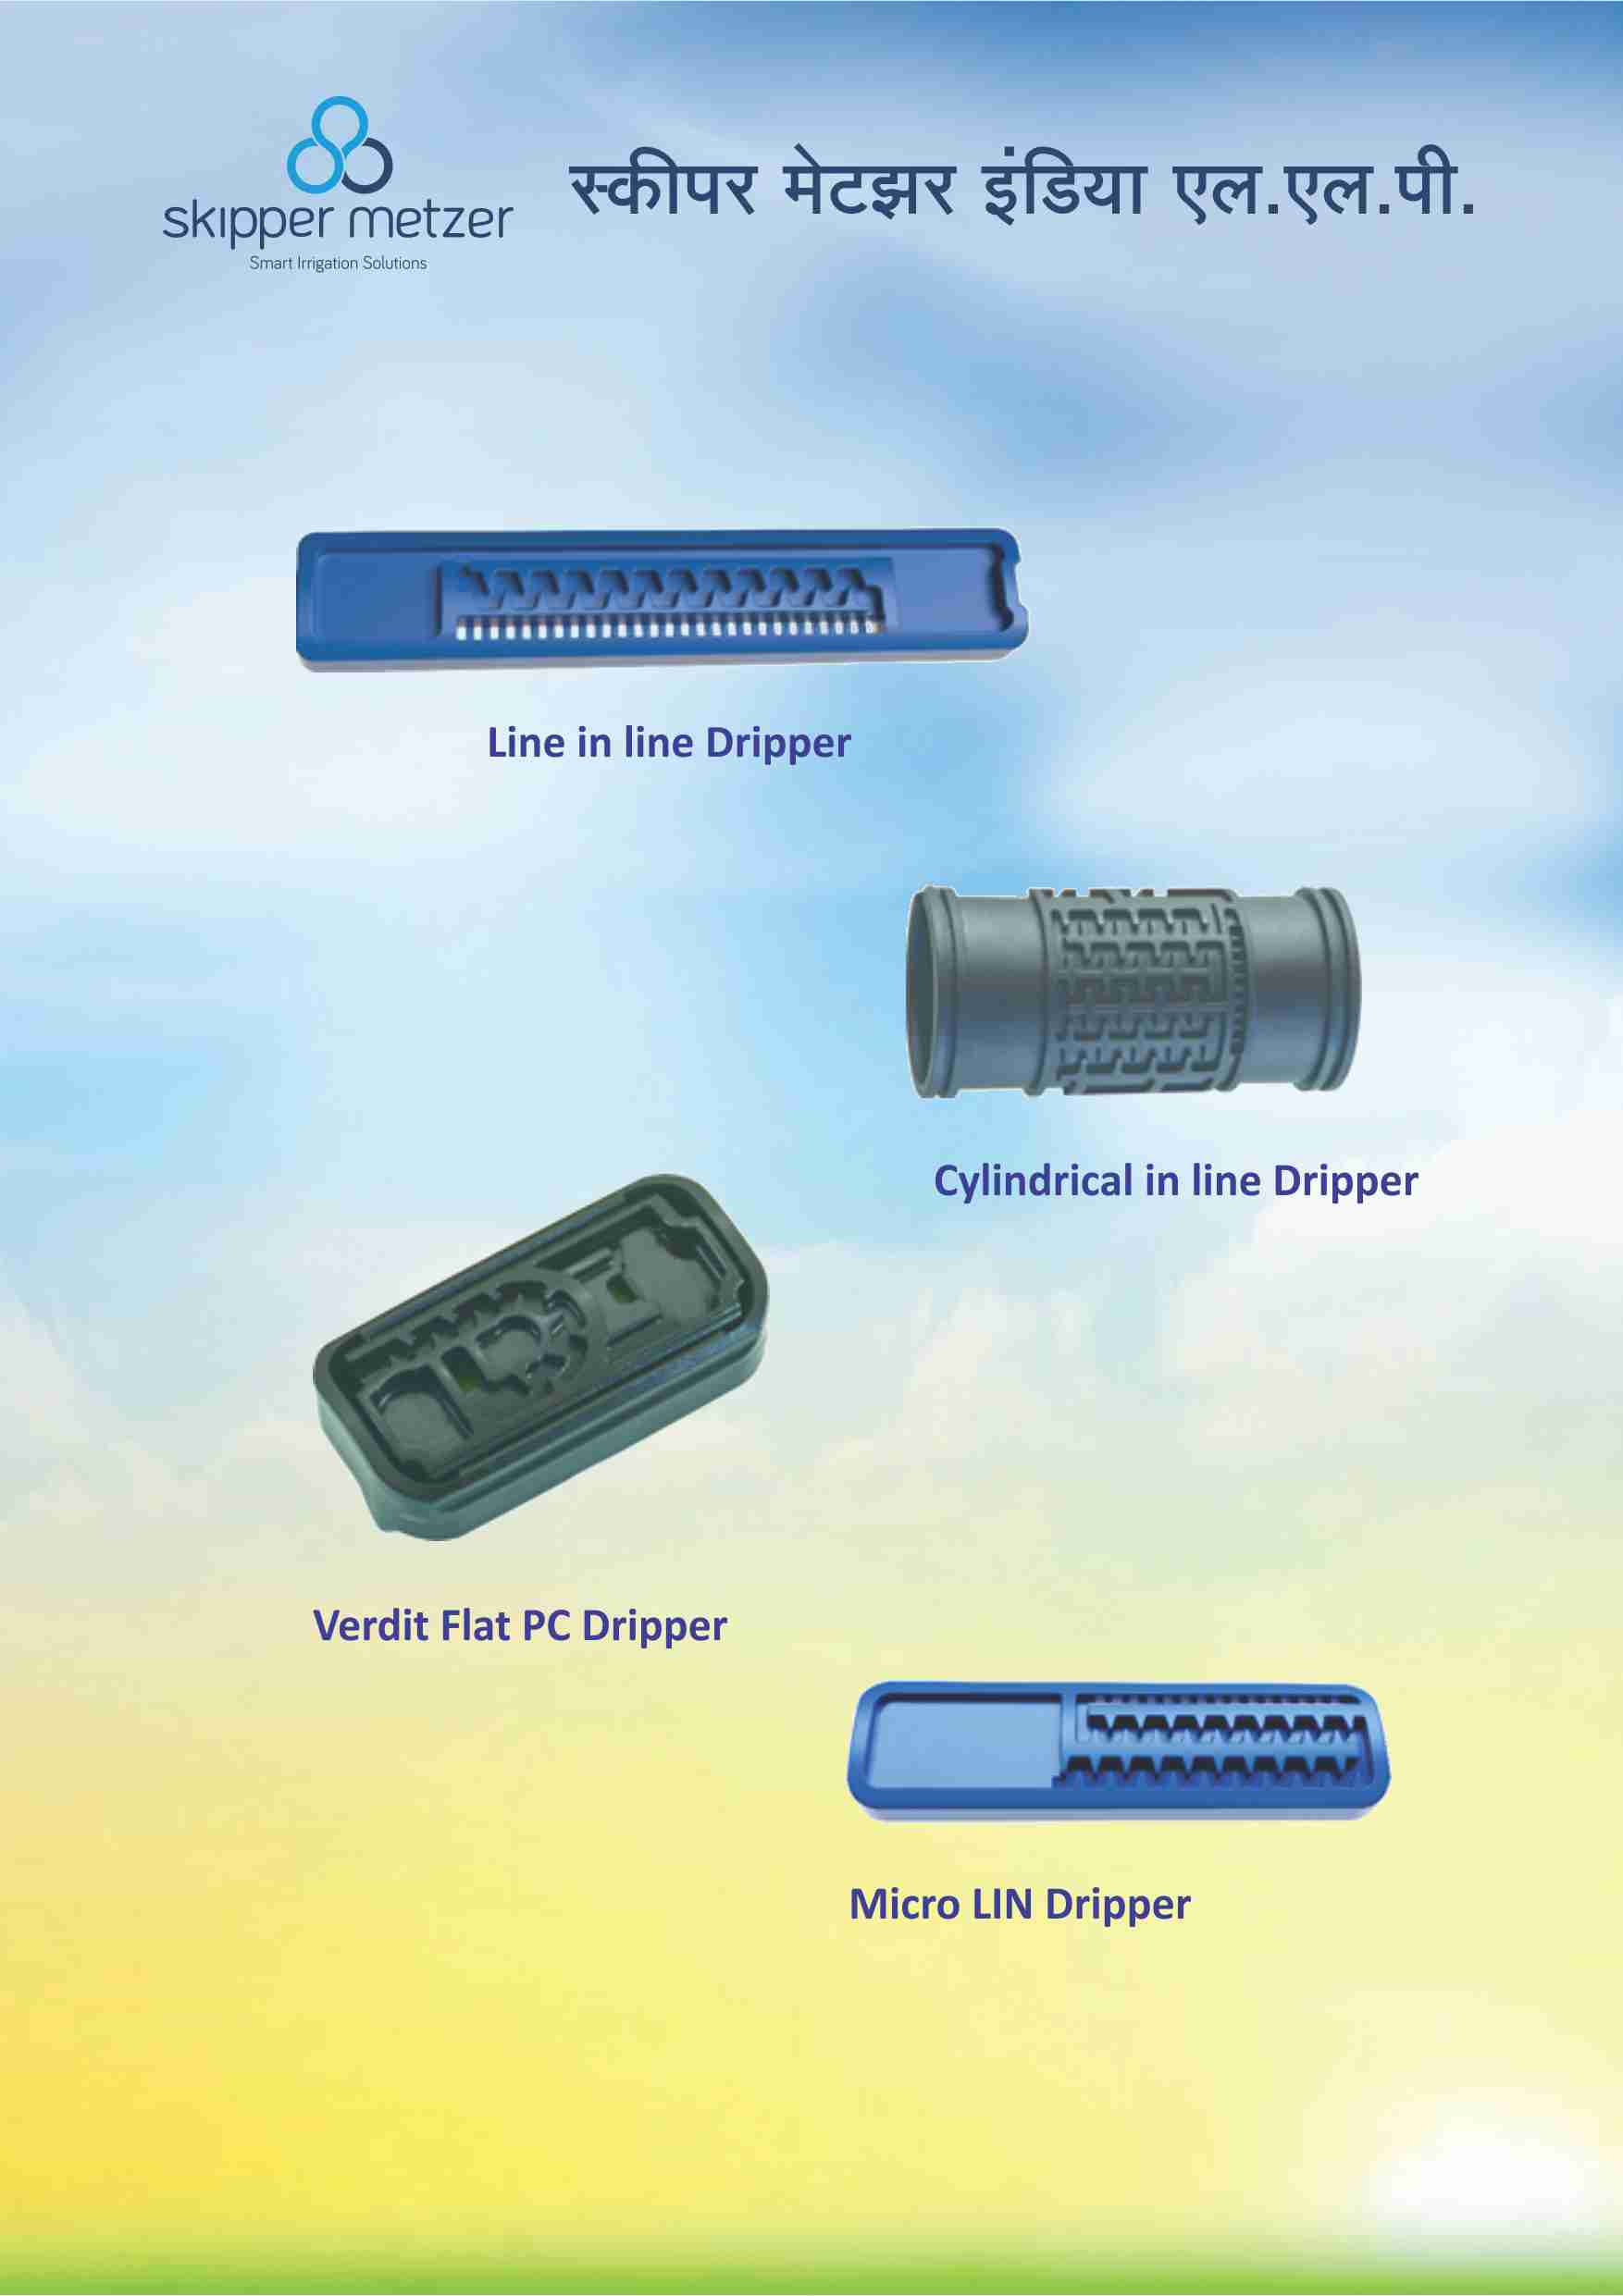 skipper metzer
Smart Irrigation Solutions
स्कीपर मेटझर इंडिया एल.एल.पी.
Line in line Dripper
Cylindrical in line Dripper
Verdit Flat PC Dripper
Micro LIN Dripper